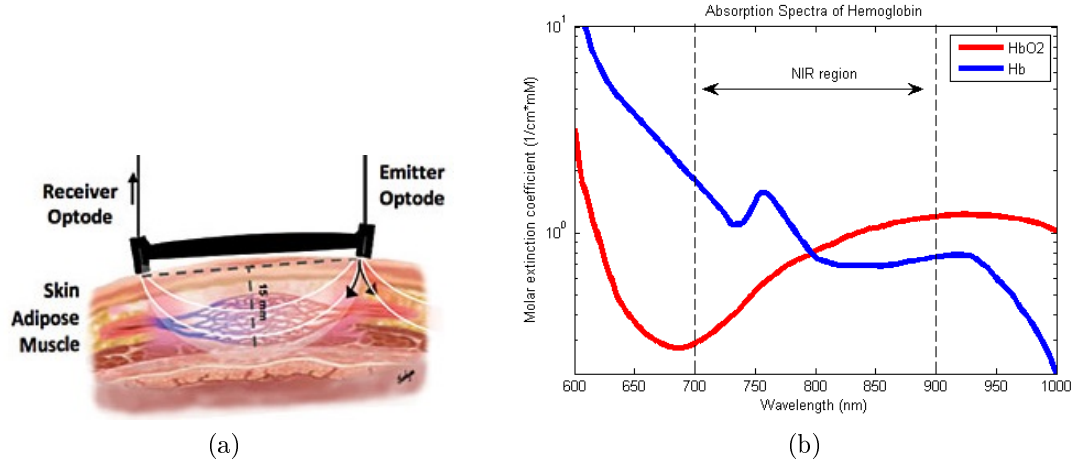 Receiver
Optode
Emitter
Optode
Skin
Adipose
Muscle
15 mm
(a)
Absorption Spectra of Hemoglobin
Molar extinction coefficient (1/cm*mM)
10^1
10^0
HbO2
Hb
NIR region
600 650 700 750 800 850 900 950 1000
Wavelength (nm)
(b)